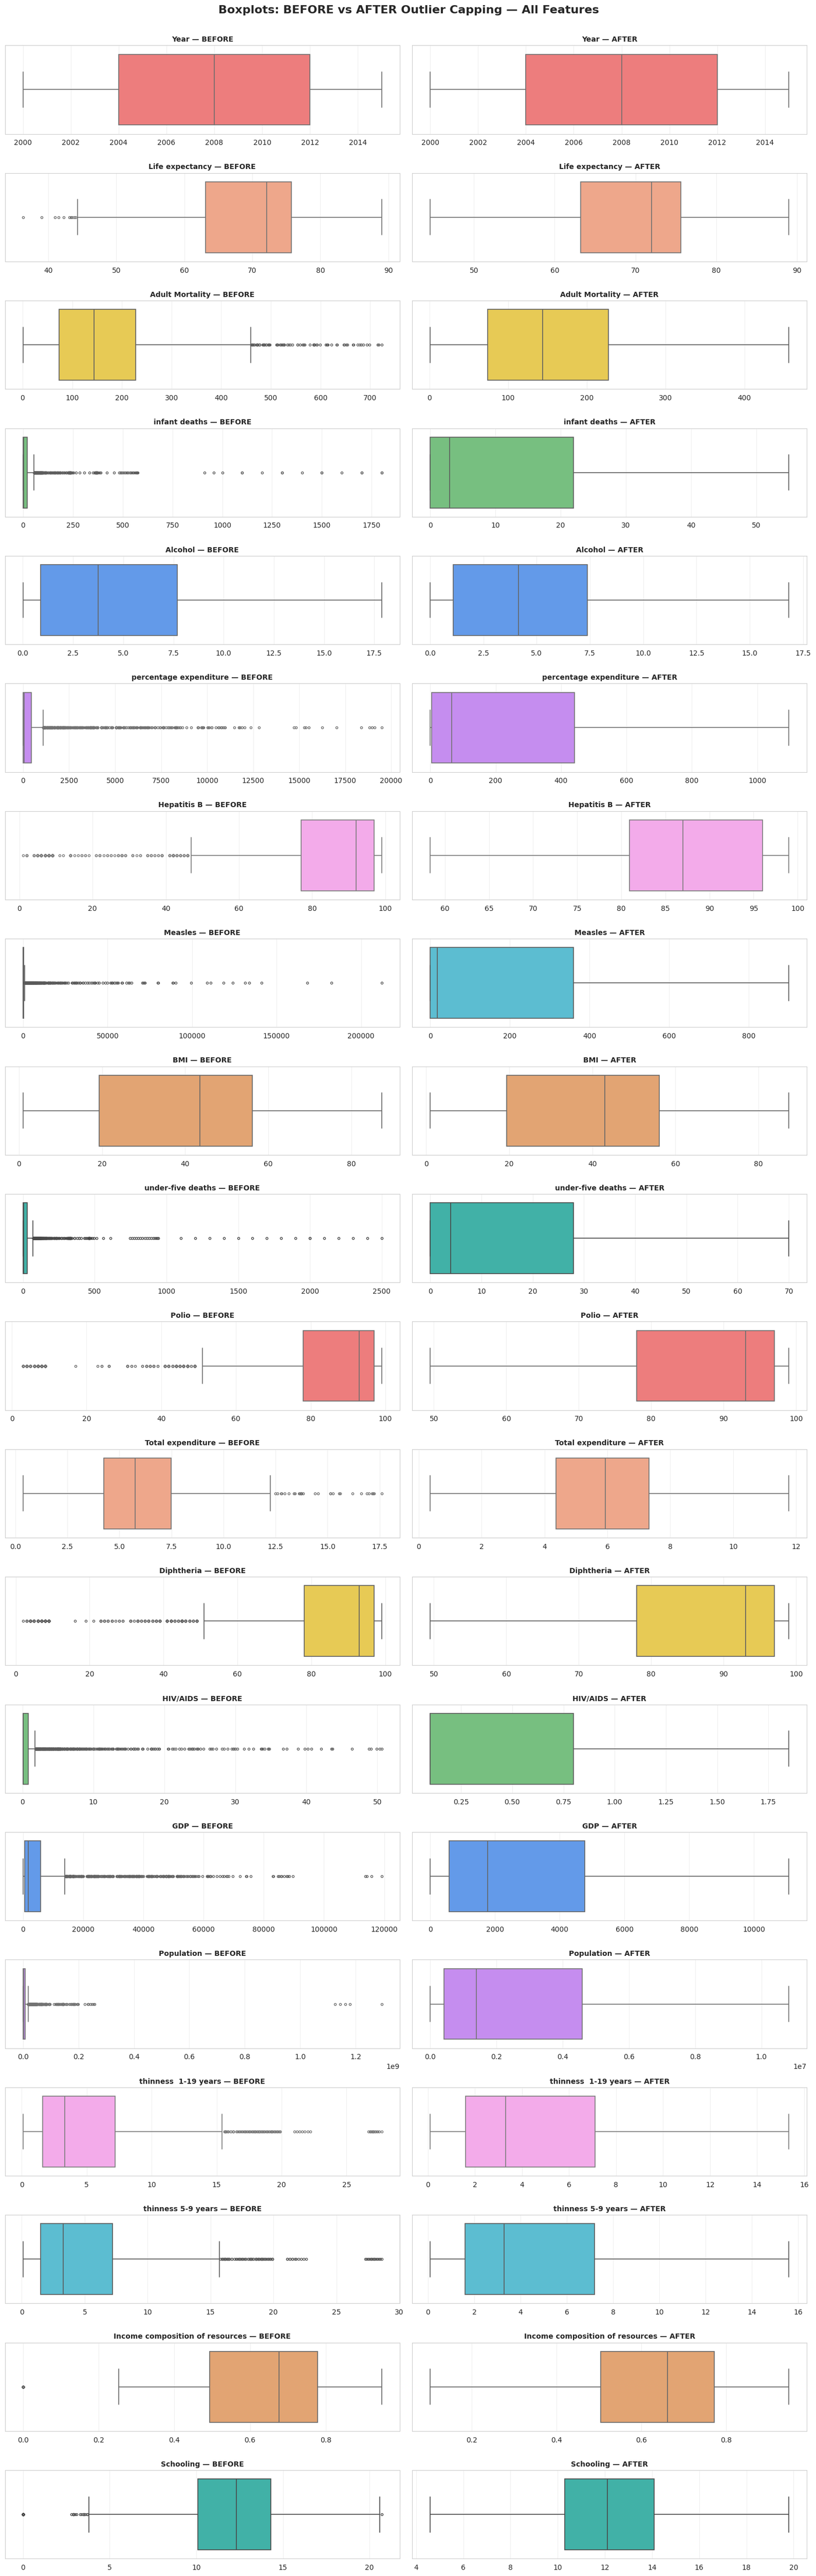 Boxplots: BEFORE vs AFTER Outlier Capping — All Features
Year — BEFORE
Year — AFTER
2000 2002 2004 2006 2008 2010 2012 2014
2000 2002 2004 2006 2008 2010 2012 2014
Life expectancy — BEFORE
Life expectancy — AFTER
40 50 60 70 80 90
50 60 70 80 90
Adult Mortality — BEFORE
Adult Mortality — AFTER
0 100 200 300 400 500 600 700
0 100 200 300 400
infant deaths — BEFORE
infant deaths — AFTER
0 250 500 750 1000 1250 1500 1750
0 10 20 30 40 50
Alcohol — BEFORE
Alcohol — AFTER
0.0 2.5 5.0 7.5 10.0 12.5 15.0 17.5
0.0 2.5 5.0 7.5 10.0 12.5 15.0 17.5
percentage expenditure — BEFORE
percentage expenditure — AFTER
0 2500 5000 7500 10000 12500 15000 17500 20000
0 200 400 600 800 1000
Hepatitis B — BEFORE
Hepatitis B — AFTER
0 20 40 60 80 100
60 65 70 75 80 85 90 95 100
Measles — BEFORE
Measles — AFTER
0 50000 100000 150000 200000
0 200 400 600 800
BMI — BEFORE
BMI — AFTER
0 20 40 60 80
0 20 40 60 80
under-five deaths — BEFORE
under-five deaths — AFTER
0 500 1000 1500 2000 2500
0 10 20 30 40 50 60 70
Polio — BEFORE
Polio — AFTER
0 20 40 60 80 100
50 60 70 80 90 100
Total expenditure — BEFORE
Total expenditure — AFTER
0.0 2.5 5.0 7.5 10.0 12.5 15.0 17.5
0 2 4 6 8 10 12
Diphtheria — BEFORE
Diphtheria — AFTER
0 20 40 60 80 100
50 60 70 80 90 100
HIV/AIDS — BEFORE
HIV/AIDS — AFTER
0 10 20 30 40 50
0.25 0.50 0.75 1.00 1.25 1.50 1.75
GDP — BEFORE
GDP — AFTER
0 20000 40000 60000 80000 100000 120000
0 2000 4000 6000 8000 10000
Population — BEFORE
Population — AFTER
0.0 0.2 0.4 0.6 0.8 1.0 1.2
1e9
0.0 0.2 0.4 0.6 0.8 1.0
1e7
thinness  1-19 years — BEFORE
thinness  1-19 years — AFTER
0 5 10 15 20 25
0 2 4 6 8 10 12 14 16
thinness 5-9 years — BEFORE
thinness 5-9 years — AFTER
0 5 10 15 20 25 30
0 2 4 6 8 10 12 14 16
Income composition of resources — BEFORE
Income composition of resources — AFTER
0.0 0.2 0.4 0.6 0.8
0.2 0.4 0.6 0.8
Schooling — BEFORE
Schooling — AFTER
0 5 10 15 20
4 6 8 10 12 14 16 18 20